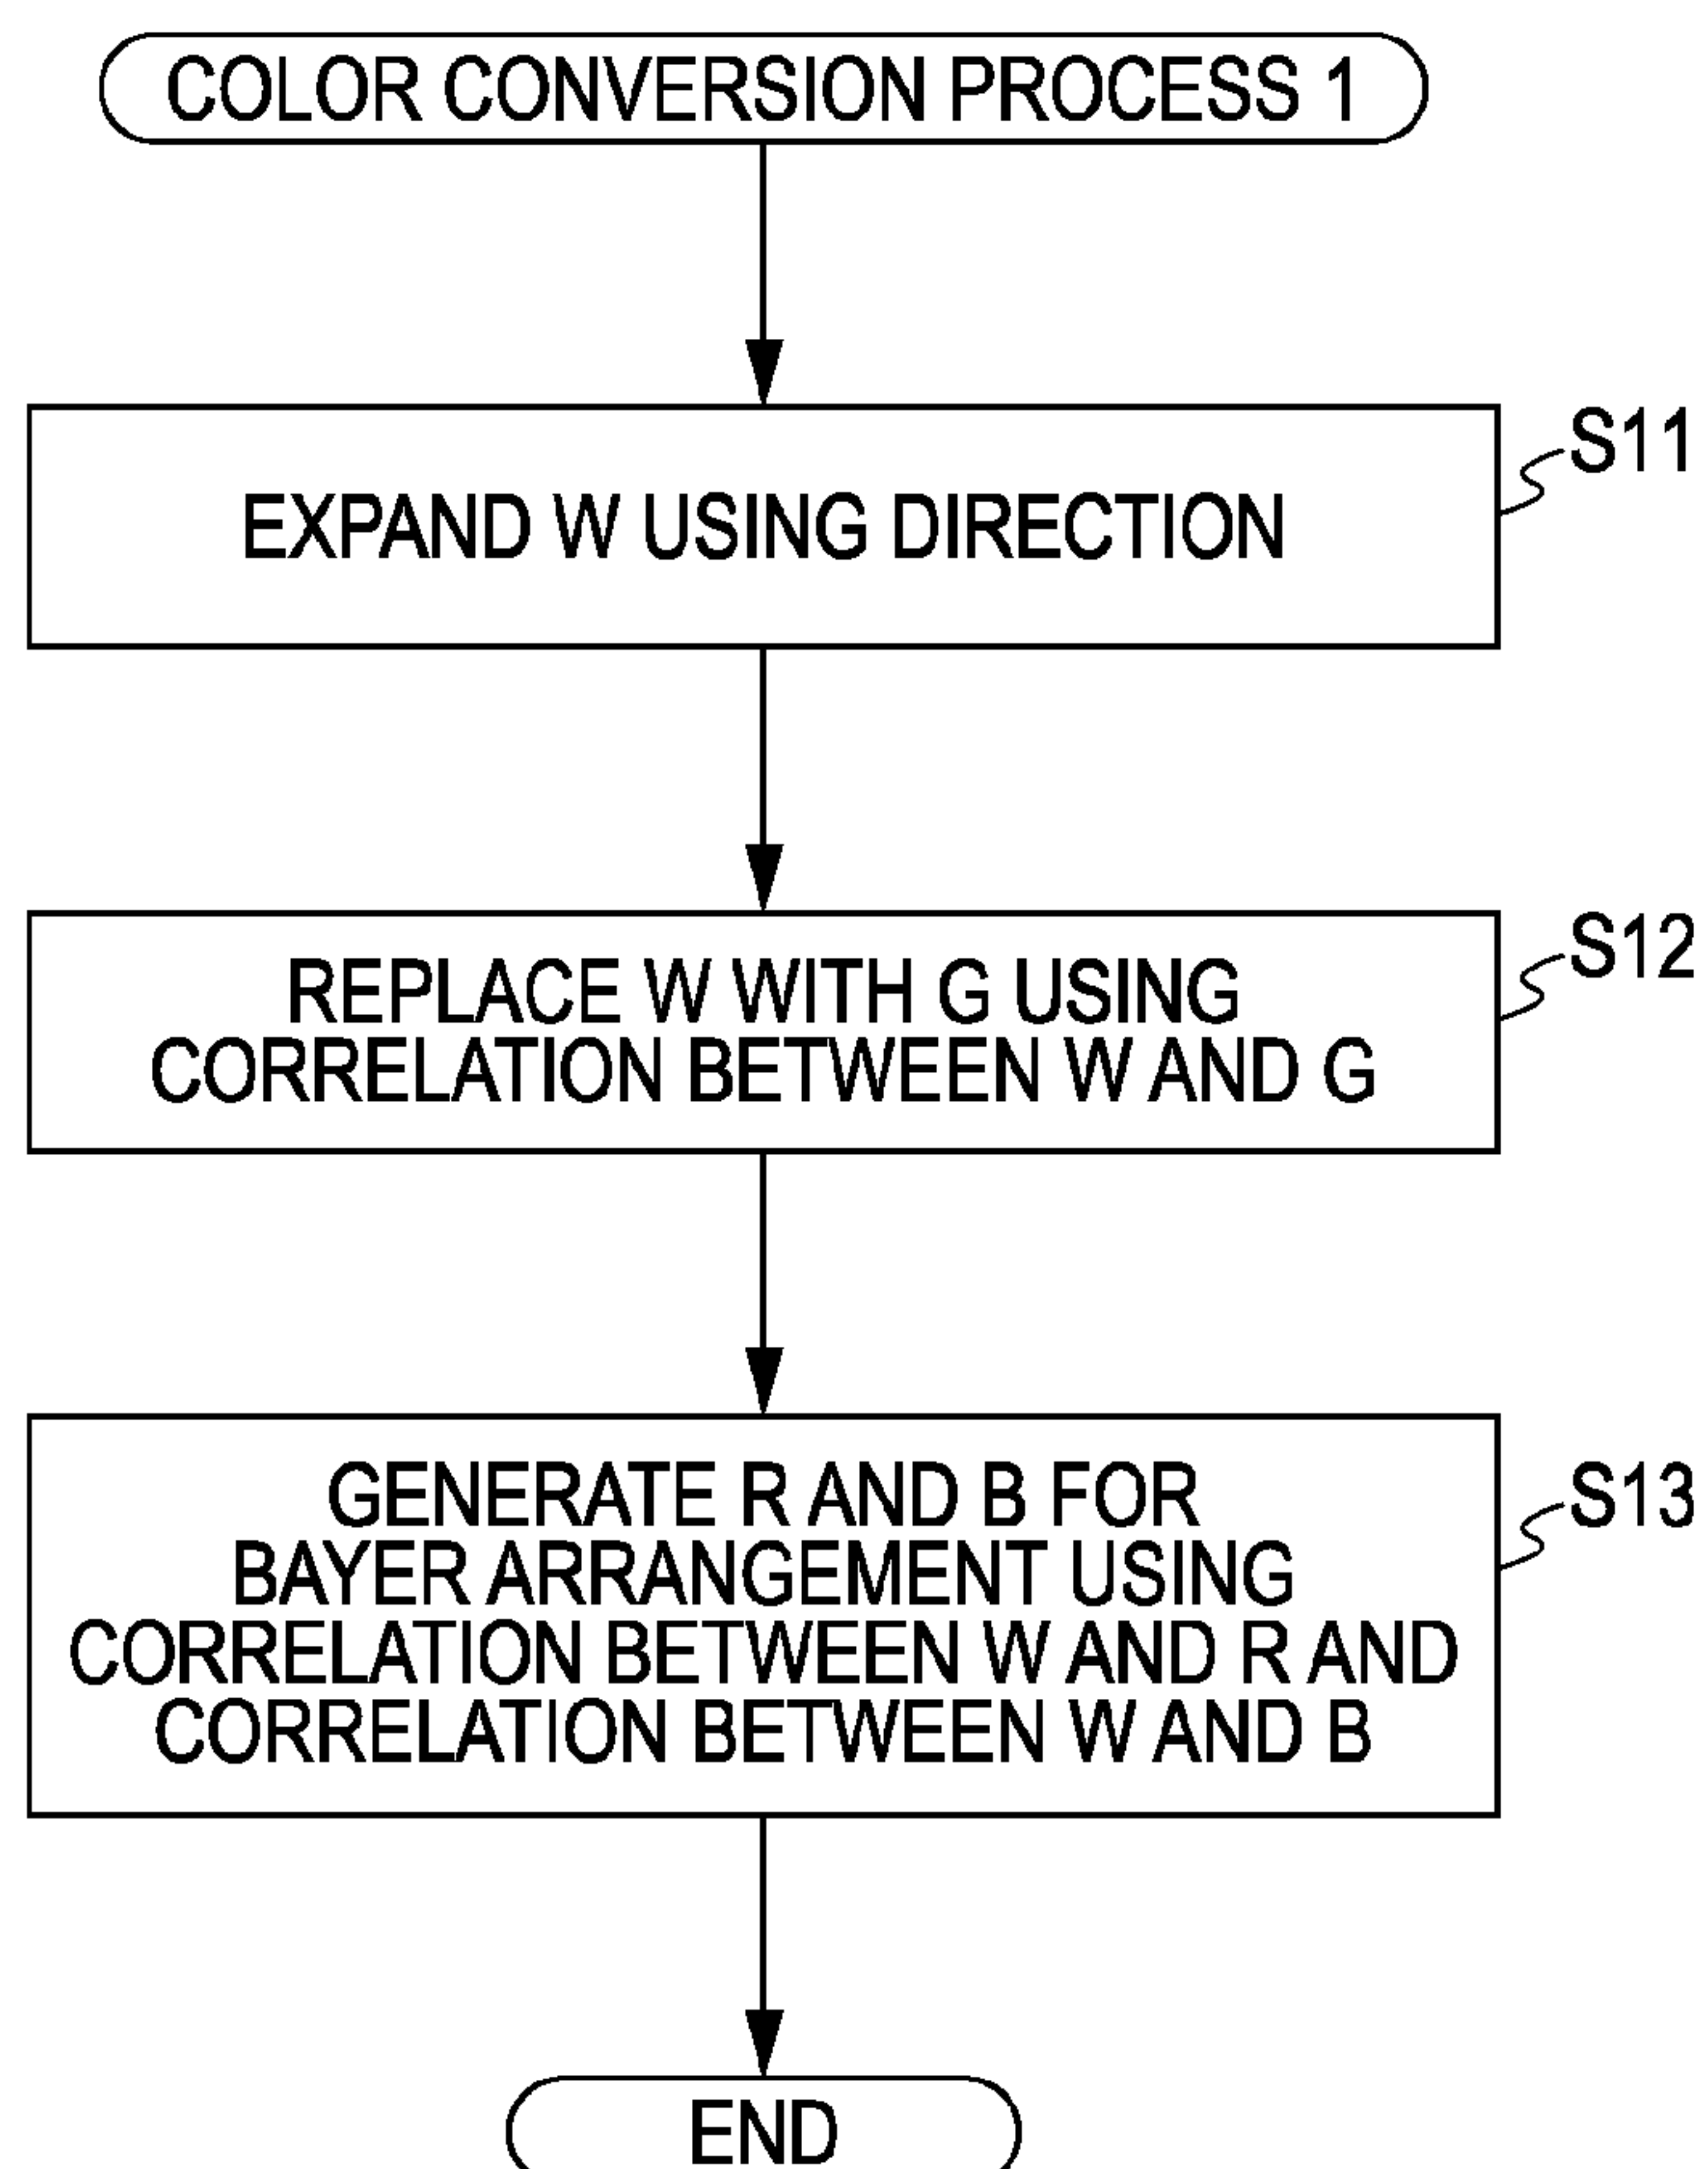 COLOR CONVERSION PROCESS 1
S11
EXPAND W USING DIRECTION
S12
REPLACE W WITH G USING
CORRELATION BETWEEN W AND G
S13
GENERATE R AND B FOR
BAYER ARRANGEMENT USING
CORRELATION BETWEEN W AND R AND
CORRELATION BETWEEN W AND B
END